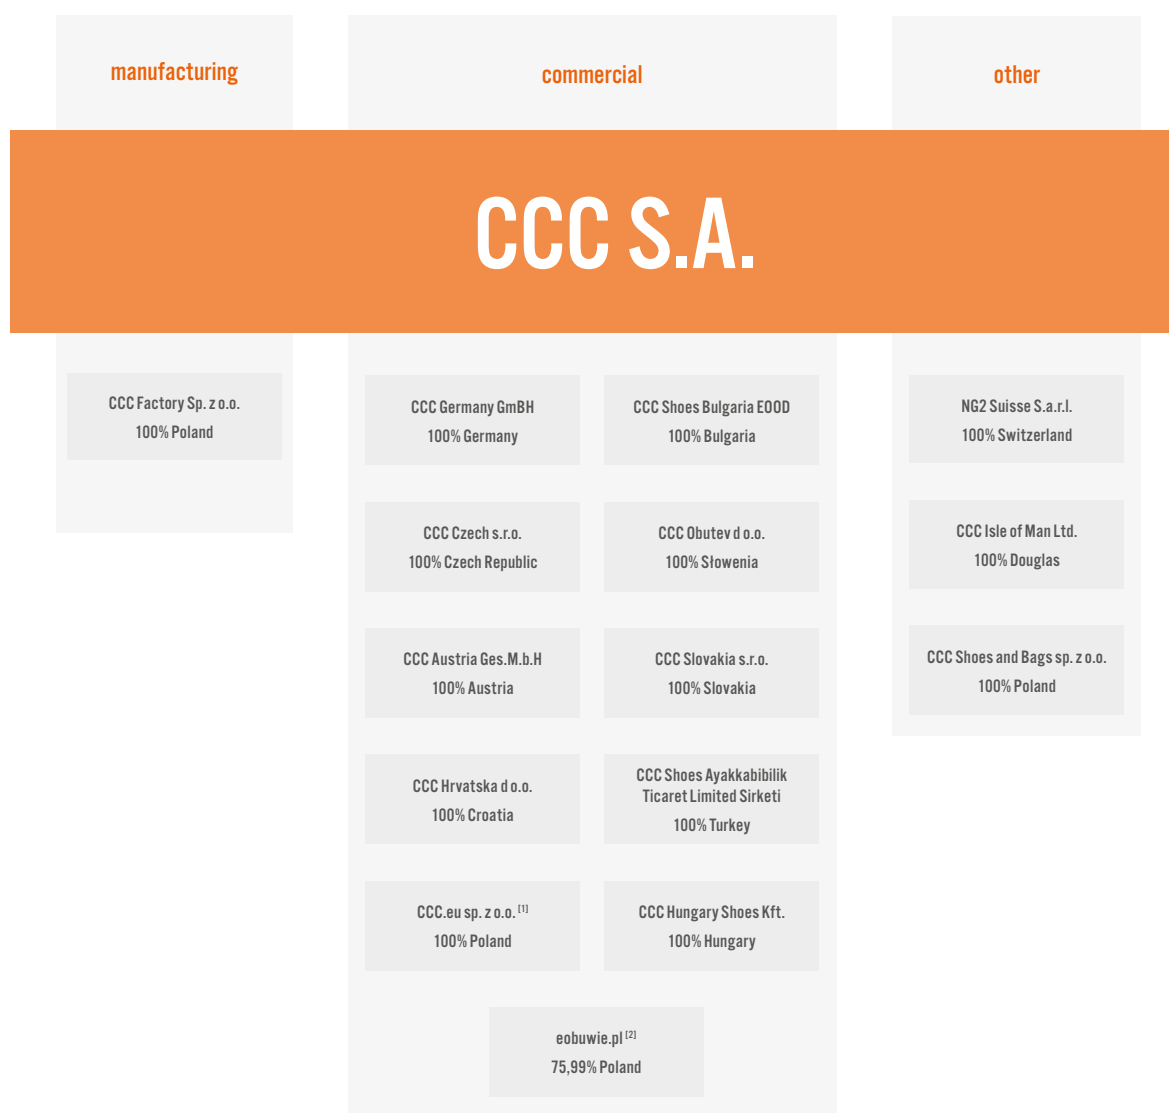 manufacturing
commercial
other
CCC S.A.
CCC Factory Sp. z o.o.
100% Poland
CCC Germany GmBH
100% Germany
CCC Shoes Bulgaria EOOD
100% Bulgaria
NG2 Suisse S.a.r.l.
100% Switzerland
CCC Czech s.r.o.
100% Czech Republic
CCC Obutev d o.o.
100% Słowenia
CCC Isle of Man Ltd.
100% Douglas
CCC Austria Ges.M.b.H
100% Austria
CCC Slovakia s.r.o.
100% Slovakia
CCC Shoes and Bags sp. z o.o.
100% Poland
CCC Hrvatska d o.o.
100% Croatia
CCC Shoes Ayakkabibilik
Ticaret Limited Sirketi
100% Turkey
CCC.eu sp. z o.o. [1]
100% Poland
CCC Hungary Shoes Kft.
100% Hungary
eobuwie.pl [2]
75,99% Poland